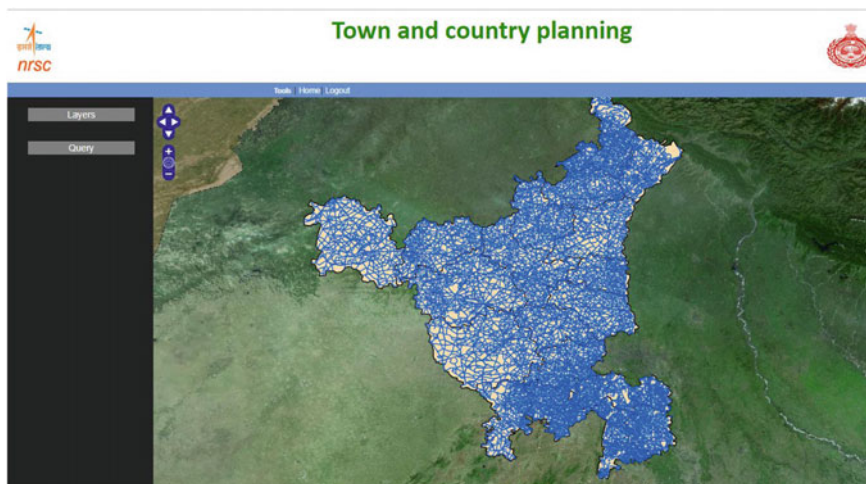 Town and country planning
nrsc
Tools | Home | Logout
Layers
Query